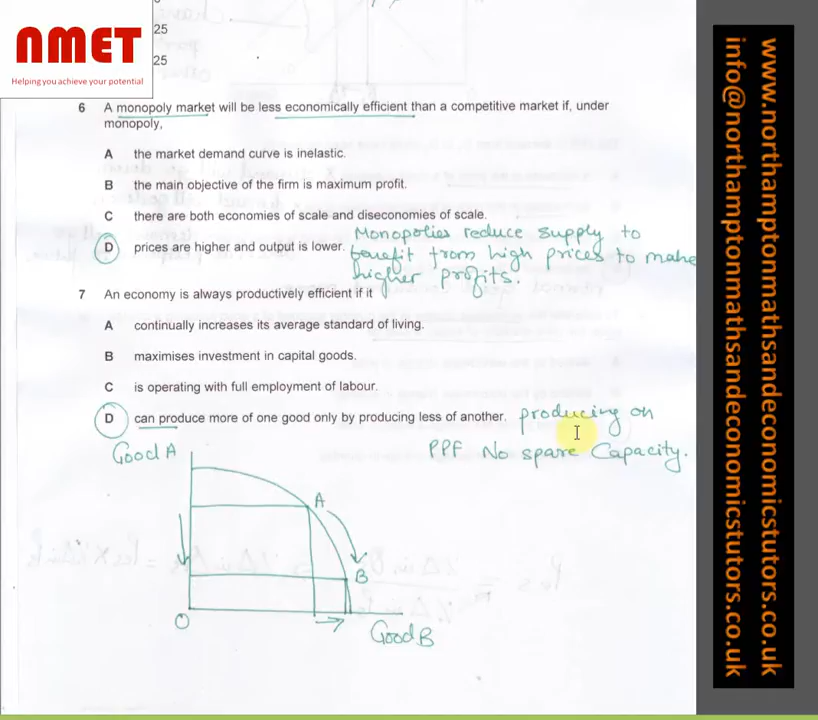 25
NMET
25
Helping you achieve your potential
6 A monopoly market will be less economically efficient than a competitive market if, under
monopoly,
A the market demand curve is inelastic.
B the main objective of the firm is maximum profit.
C there are both economies of scale and diseconomies of scale.
D prices are higher and output is lower.
Monopolies reduce supply to
benefit from high prices to make
higher profits.
7 An economy is always productively efficient if it
A continually increases its average standard of living.
B maximises investment in capital goods.
C is operating with full employment of labour.
D can produce more of one good only by producing less of another.
producing on
PPF No spare Capacity.
Good A
A
B
O
Good B
www.northamptonmathsandeconomicstutors.co.uk
info@northamptonmathsandeconomicstutors.co.uk